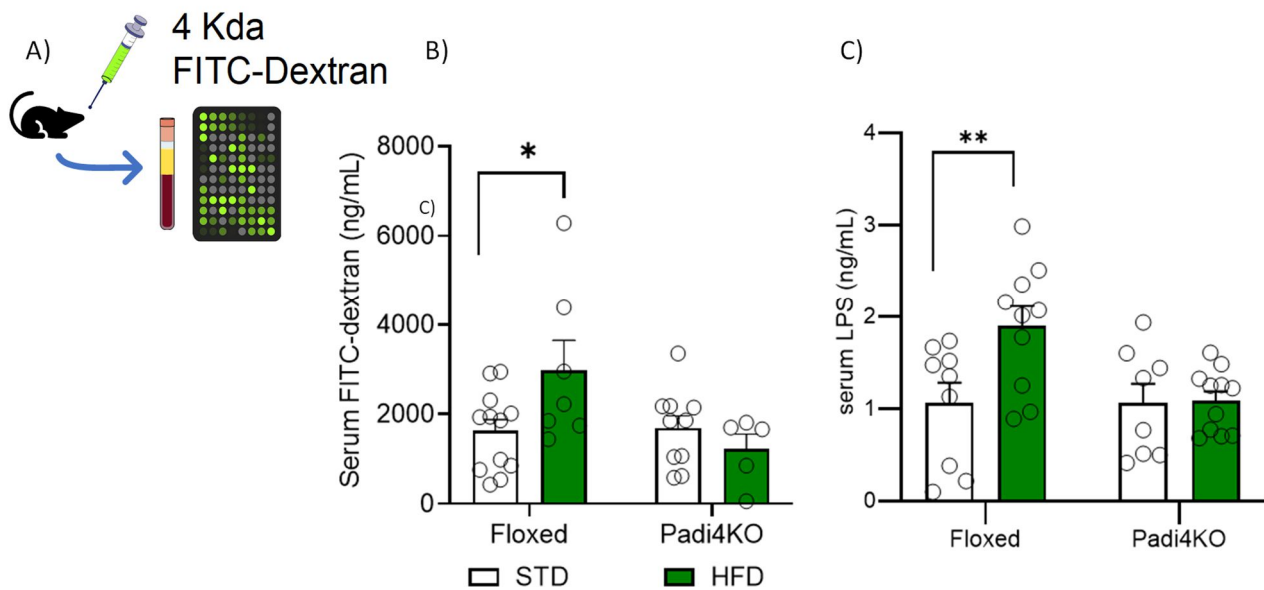 A)
4 Kda
FITC-Dextran
B)
Serum FITC-dextran (ng/mL)
8000
6000
4000
2000
0
*
C)
Floxed
Padi4KO
STD
HFD
C)
serum LPS (ng/mL)
4
3
2
1
0
**
Floxed
Padi4KO